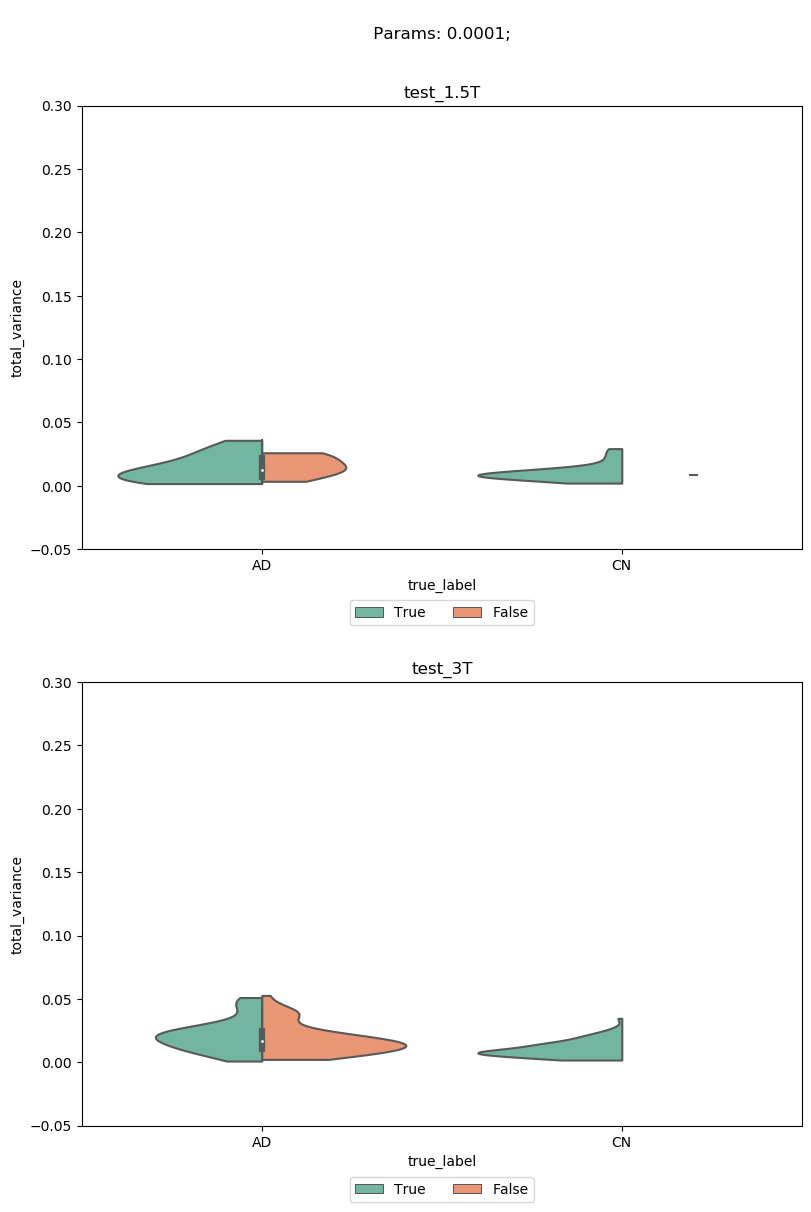 Params: 0.0001;
test_1.5T
0.30
0.25
0.20
0.15
0.10
0.05
0.00
−0.05
total_variance
AD CN
true_label
True False
test_3T
0.30
0.25
0.20
0.15
0.10
0.05
0.00
−0.05
total_variance
AD CN
true_label
True False